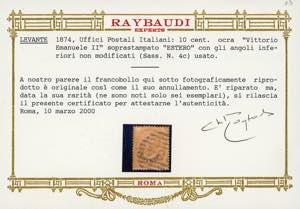 RAYBAUDI
EXPERTS
LEVANTE 1874, Uffici Postali Italiani: 10 cent. ocra "Vittorio
Emanuele II" soprastampato "ESTERO" con gli angoli infe-
riori non modificati (Sass. N. 4c) usato.
A nostro parere il francobollo qui sotto fotograficamente ripro-
dotto è originale così come il suo annullamento. E' riparato ma,
data la sua rarità (ne sono noti solo sei esemplari), si rilascia
il presente certificato per attestarne l'autenticità.
Roma, 10 marzo 2000
ROMA